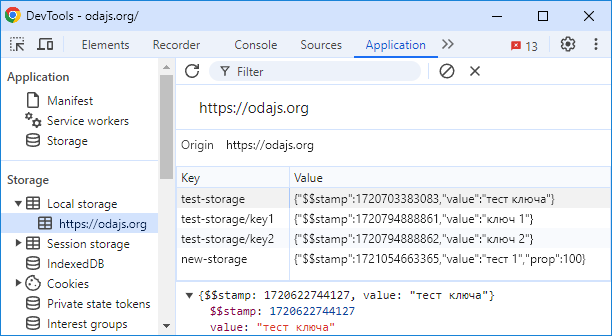 DevTools - odajs.org/
Elements Recorder Console Sources Application 13
Application
Manifest
Service workers
Storage
Storage
Local storage
https://odajs.org
Session storage
IndexedDB
Cookies
Private state tokens
Interest groups
Filter
https://odajs.org
Origin https://odajs.org
Key Value
test-storage {"$$stamp":1720703383083,"value":"тест ключа"}
test-storage/key1 {"$$stamp":1720794888861,"value":"ключ 1"}
test-storage/key2 {"$$stamp":1720794888862,"value":"ключ 2"}
new-storage {"$$stamp":1721054663365,"value":"тест 1","prop":100}
{$$stamp: 1720622744127, value: "тест ключа"}
$$stamp: 1720622744127
value: "тест ключа"